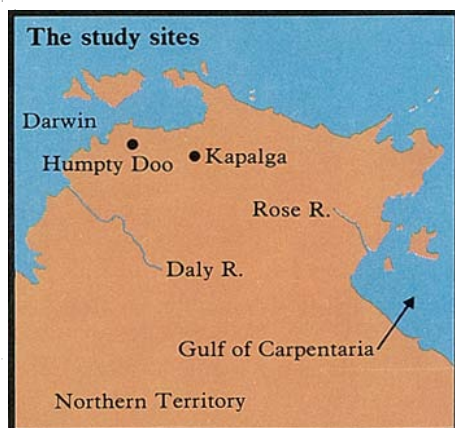 The study sites
Darwin
Humpty Doo
Kapalga
Rose R.
Daly R.
Gulf of Carpentaria
Northern Territory